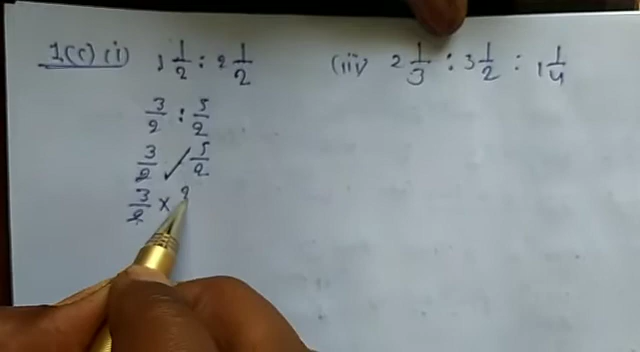 1(c) (i) 1 1/2 : 2 1/2 (iii) 2 1/3 : 3 1/2 : 1 1/4
3/2 : 5/2
3/2 / 5/2
3/2 × 2